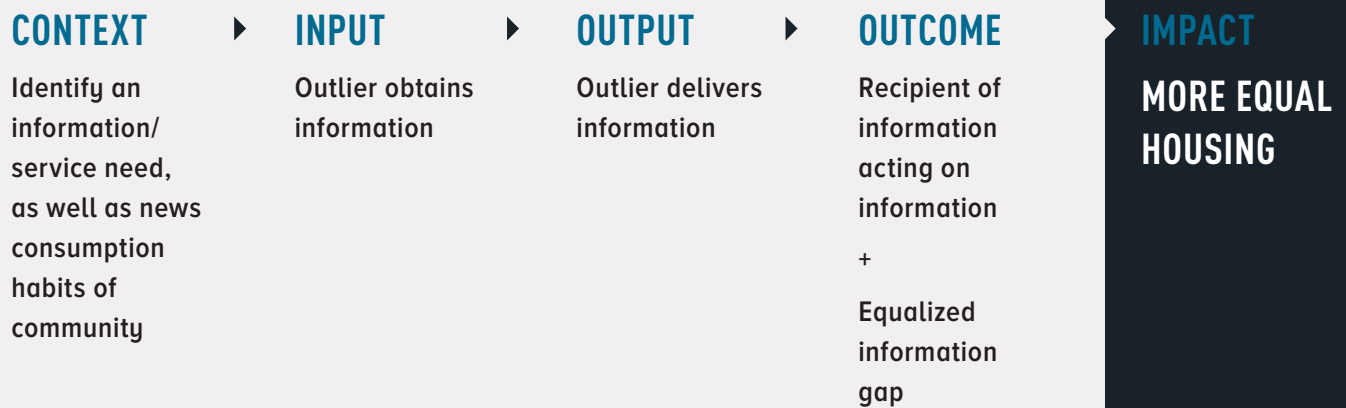 CONTEXT
Identify an
information/
service need,
as well as news
consumption
habits of
community
INPUT
Outlier obtains
information
OUTPUT
Outlier delivers
information
OUTCOME
Recipient of
information
acting on
information
+
Equalized
information
gap
IMPACT
MORE EQUAL
HOUSING